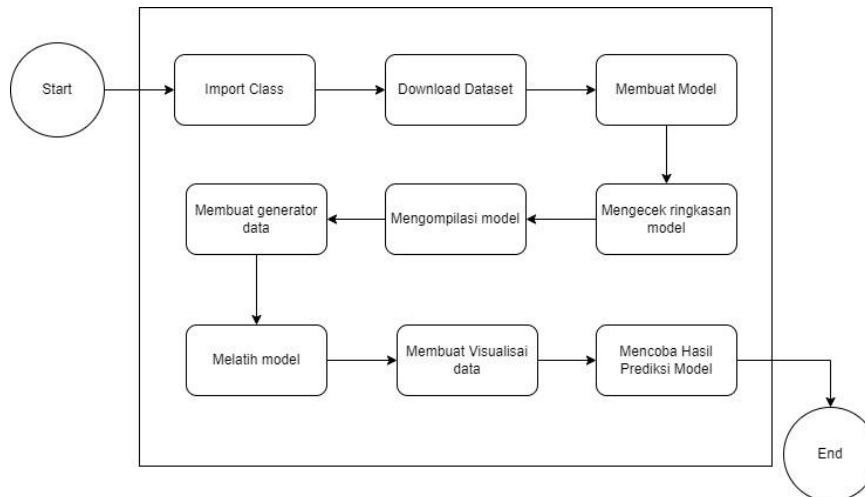 Start
Import Class
Download Dataset
Membuat Model
Mengecek ringkasan
model
Mengompilasi model
Membuat generator
data
Melatih model
Membuat Visualisai
data
Mencoba Hasil
Prediksi Model
End